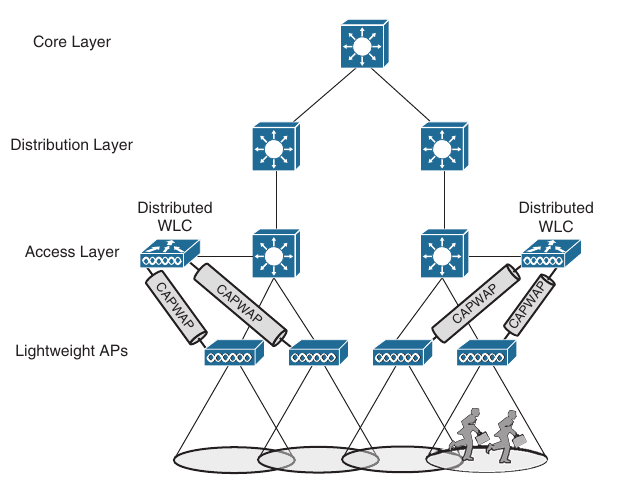 Core Layer
Distribution Layer
Distributed
WLC
Distributed
WLC
Access Layer
CAPWAP
CAPWAP
CAPWAP
CAPWAP
Lightweight APs